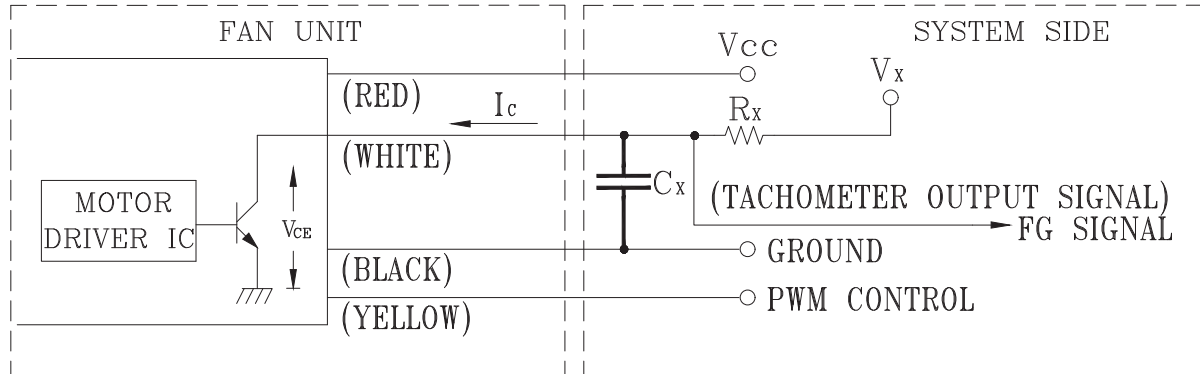 FAN UNIT
SYSTEM SIDE
Vcc
Vx
(RED)
Ic
Rx
(WHITE)
Cx
(TACHOMETER OUTPUT SIGNAL)
MOTOR
DRIVER IC
VCE
FG SIGNAL
GROUND
(BLACK)
PWM CONTROL
(YELLOW)